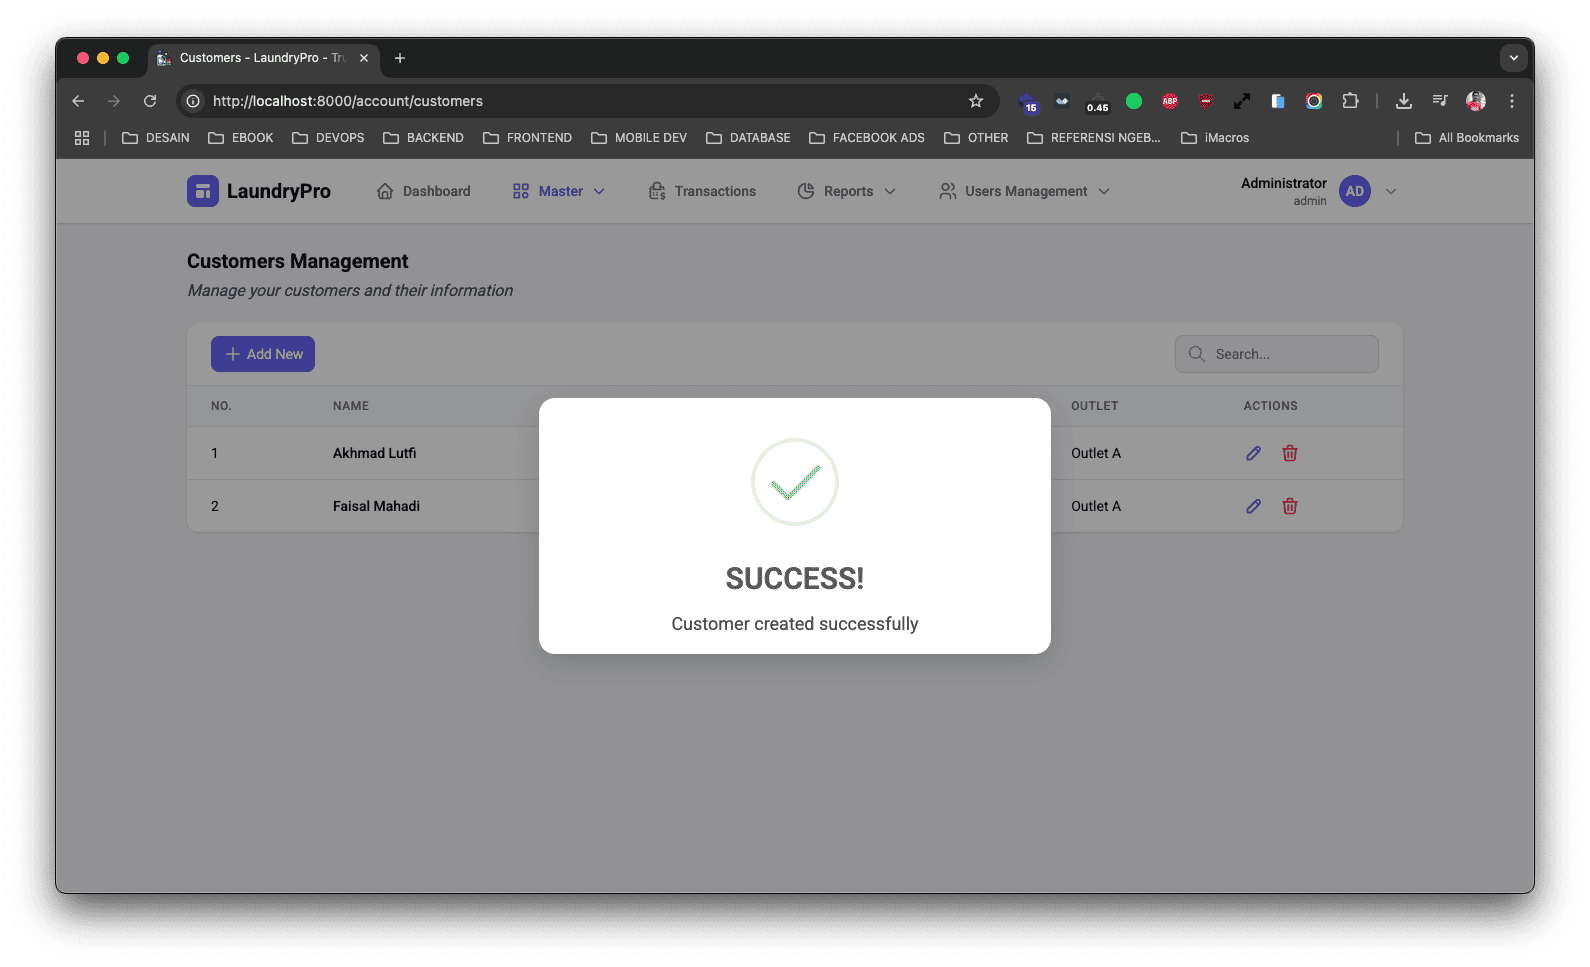 Customers - LaundryPro - Tru
http://localhost:8000/account/customers
15
0.45
ABP
DESAIN EBOOK DEVOPS BACKEND FRONTEND MOBILE DEV DATABASE FACEBOOK ADS OTHER REFERENSI NGEB... iMacros All Bookmarks
LaundryPro Dashboard Master Transactions Reports Users Management Administrator
admin
AD
Customers Management
Manage your customers and their information
Add New Search...
NO. NAME OUTLET ACTIONS
1 Akhmad Lutfi Outlet A
2 Faisal Mahadi Outlet A
SUCCESS!
Customer created successfully